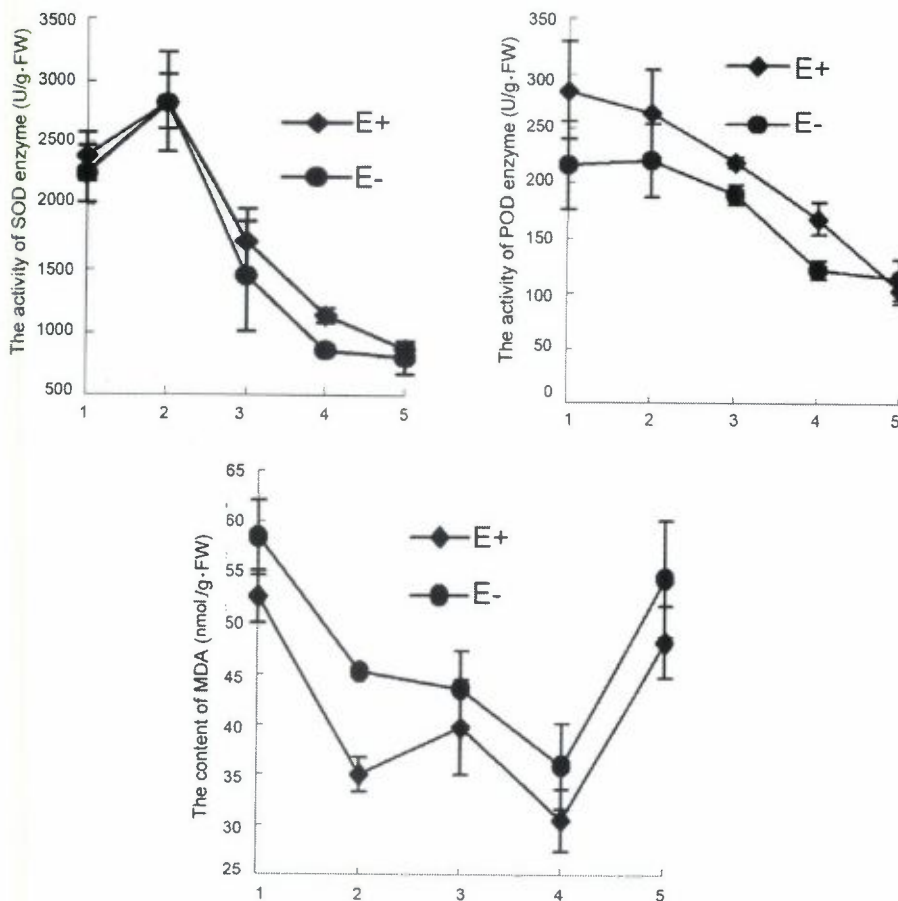 The activity of SOD enzyme (U/g·FW)
3500
3000
2500
2000
1500
1000
500
1 2 3 4 5
E+
E-
The activity of POD enzyme (U/g·FW)
350
300
250
200
150
100
50
0
1 2 3 4 5
E+
E-
The content of MDA (nmol/g·FW)
65
60
55
50
45
40
35
30
25
1 2 3 4 5
E+
E-